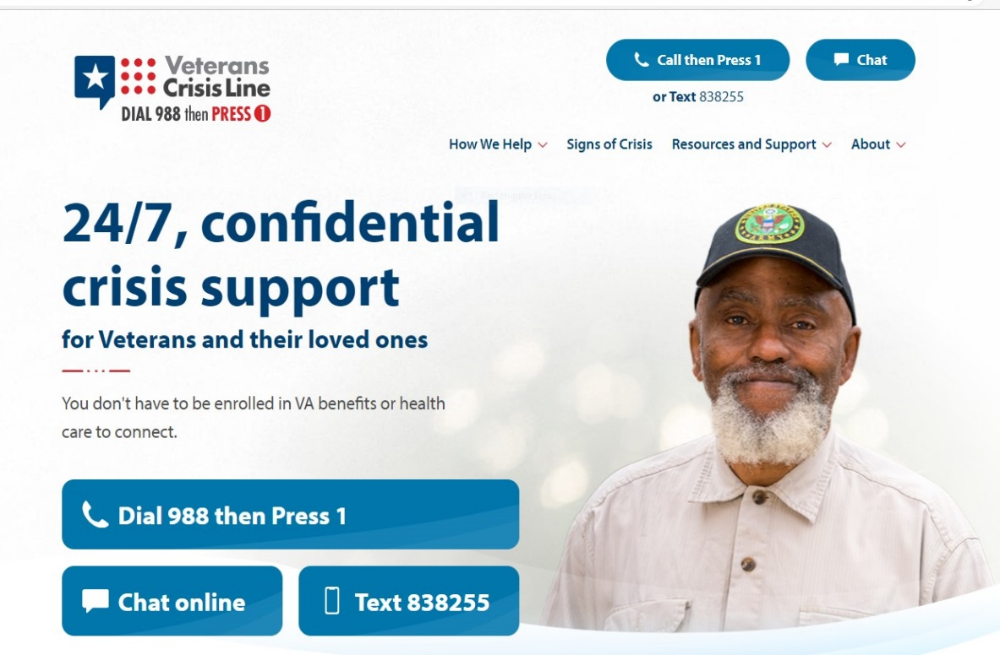 Veterans
Crisis Line
DIAL 988 then PRESS 1
Call then Press 1
Chat
or Text 838255
How We Help
Signs of Crisis
Resources and Support
About
24/7, confidential
crisis support
for Veterans and their loved ones
You don't have to be enrolled in VA benefits or health
care to connect.
Dial 988 then Press 1
Chat online
Text 838255
UNITED STATES
ARMY